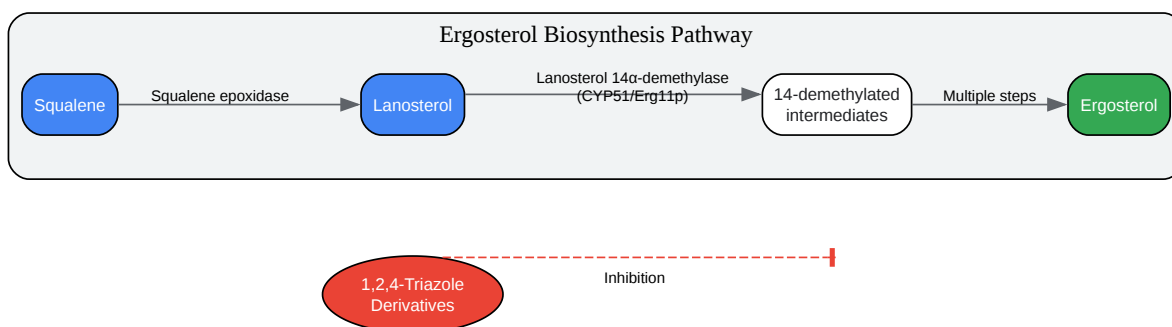 Ergosterol Biosynthesis Pathway
Squalene
Squalene epoxidase
Lanosterol
Lanosterol 14α-demethylase
(CYP51/Erg11p)
14-demethylated
intermediates
Multiple steps
Ergosterol
1,2,4-Triazole
Derivatives
Inhibition